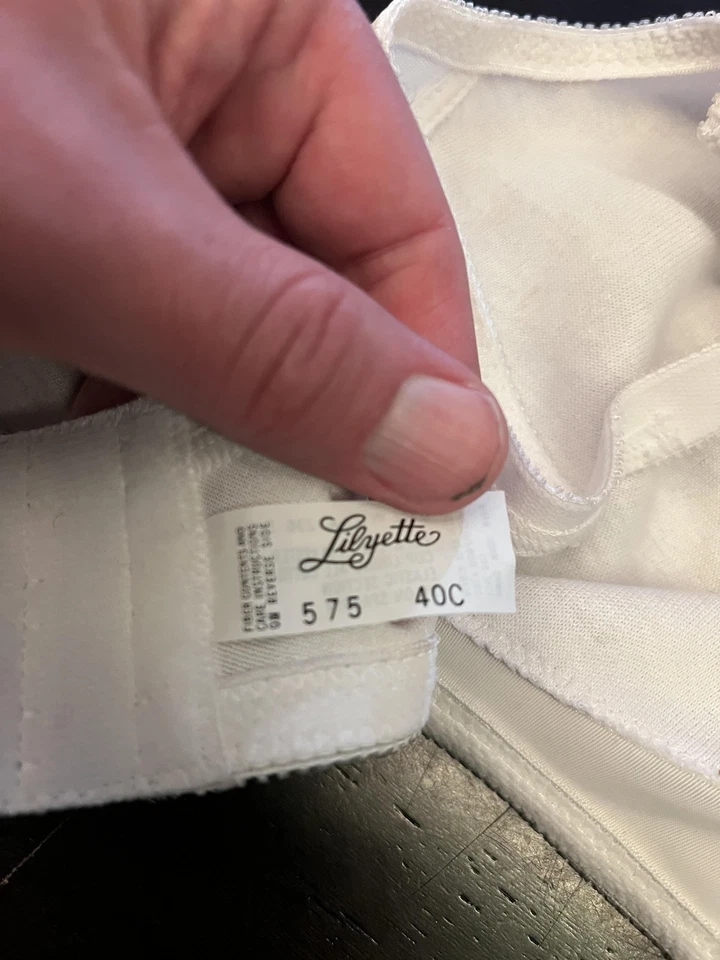 Lilyette
575 40C
FIBER CONTENTS AND
CARE INSTRUCTIONS
ON REVERSE SIDE